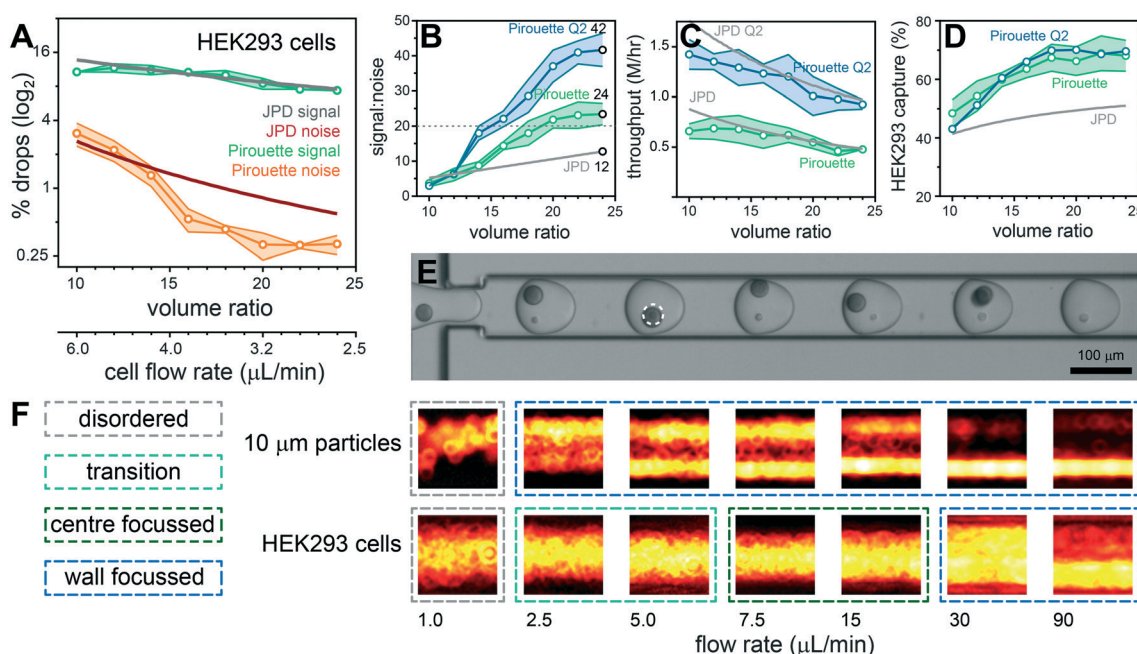 A
HEK293 cells
% drops (log2)
16
4
1
0.25
JPD signal
JPD noise
Pirouette signal
Pirouette noise
10
15
20
25
volume ratio
6.0
4.0
3.2
2.5
cell flow rate (μL/min)
B
signal:noise
50
40
30
20
10
0
Pirouette Q2 42
Pirouette 24
JPD 12
10
15
20
25
volume ratio
C
throughput (M/hr)
1.5
1.0
0.5
JPD Q2
Pirouette Q2
JPD
Pirouette
10
15
20
25
volume ratio
D
HEK293 capture (%)
80
60
40
20
Pirouette Q2
Pirouette
JPD
10
15
20
25
volume ratio
E
100 μm
F
disordered
transition
centre focussed
wall focussed
10 μm particles
HEK293 cells
1.0
2.5
5.0
7.5
15
30
90
flow rate (μL/min)